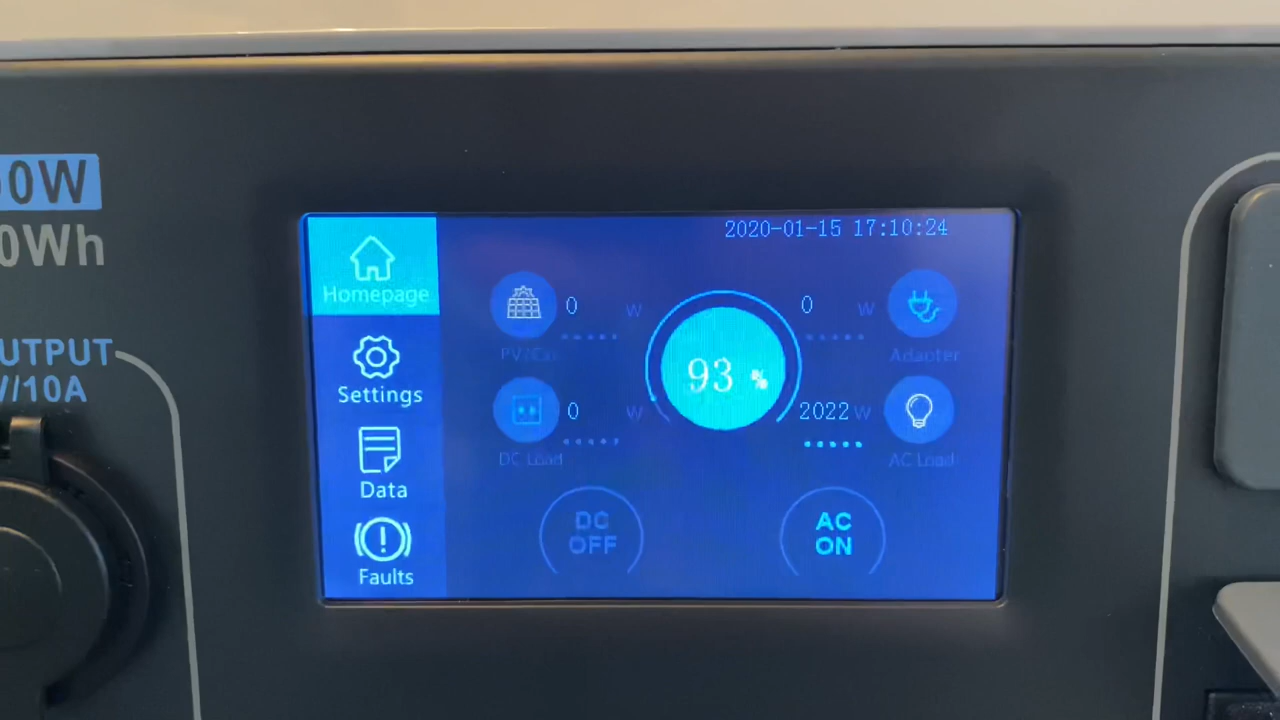 0W
0Wh
UTPUT
V/10A
2020-01-15 17:10:24
Homepage
Settings
Data
Faults
0 W
0 W
Adapter
93 %
0 W
2022 W
DC Load
AC Load
DC
OFF
AC
ON